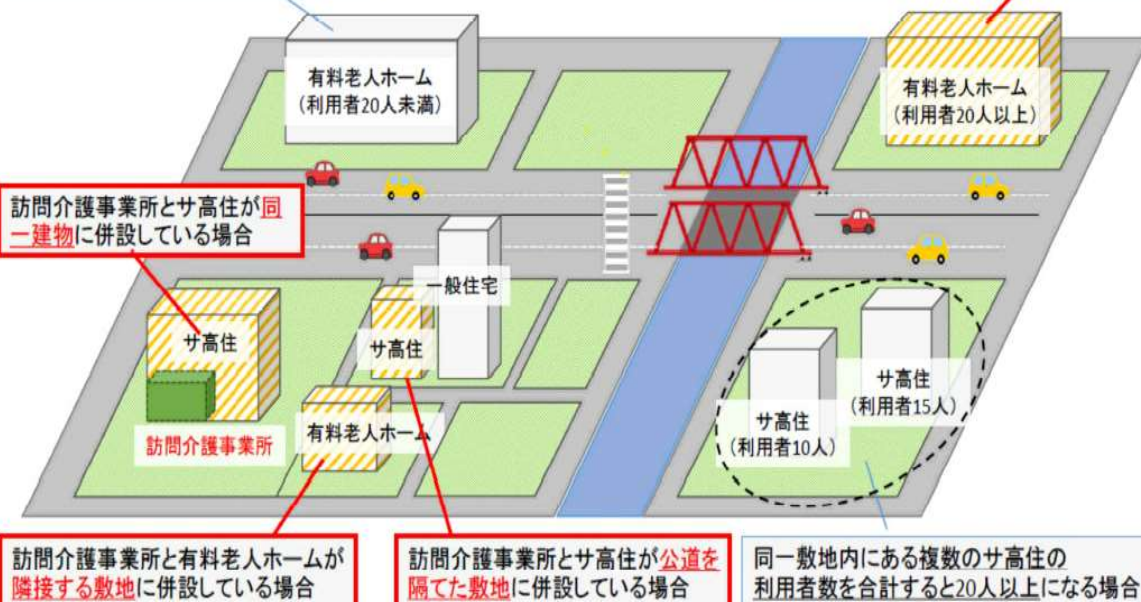 有料老人ホーム
（利用者20人未満）
有料老人ホーム
（利用者20人以上）
訪問介護事業所とサ高住が同
一建物に併設している場合
一般住宅
サ高住
サ高住
訪問介護事業所
有料老人ホーム
サ高住
（利用者15人）
サ高住
（利用者10人）
訪問介護事業所と有料老人ホームが
隣接する敷地に併設している場合
訪問介護事業所とサ高住が公道を
隔てた敷地に併設している場合
同一敷地内にある複数のサ高住の
利用者数を合計すると20人以上になる場合